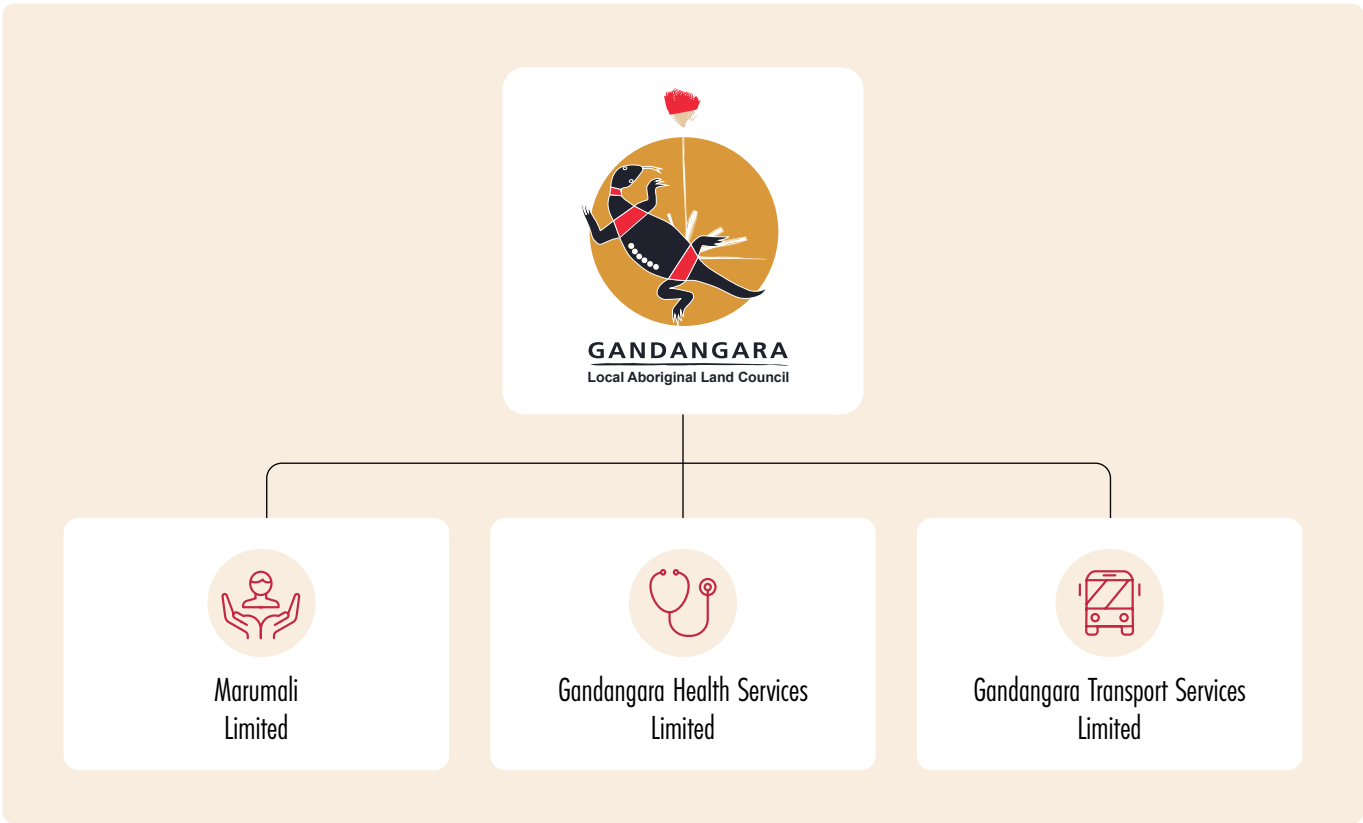 GANDANGARA
Local Aboriginal Land Council
Marumali
Limited
Gandangara Health Services
Limited
Gandangara Transport Services
Limited